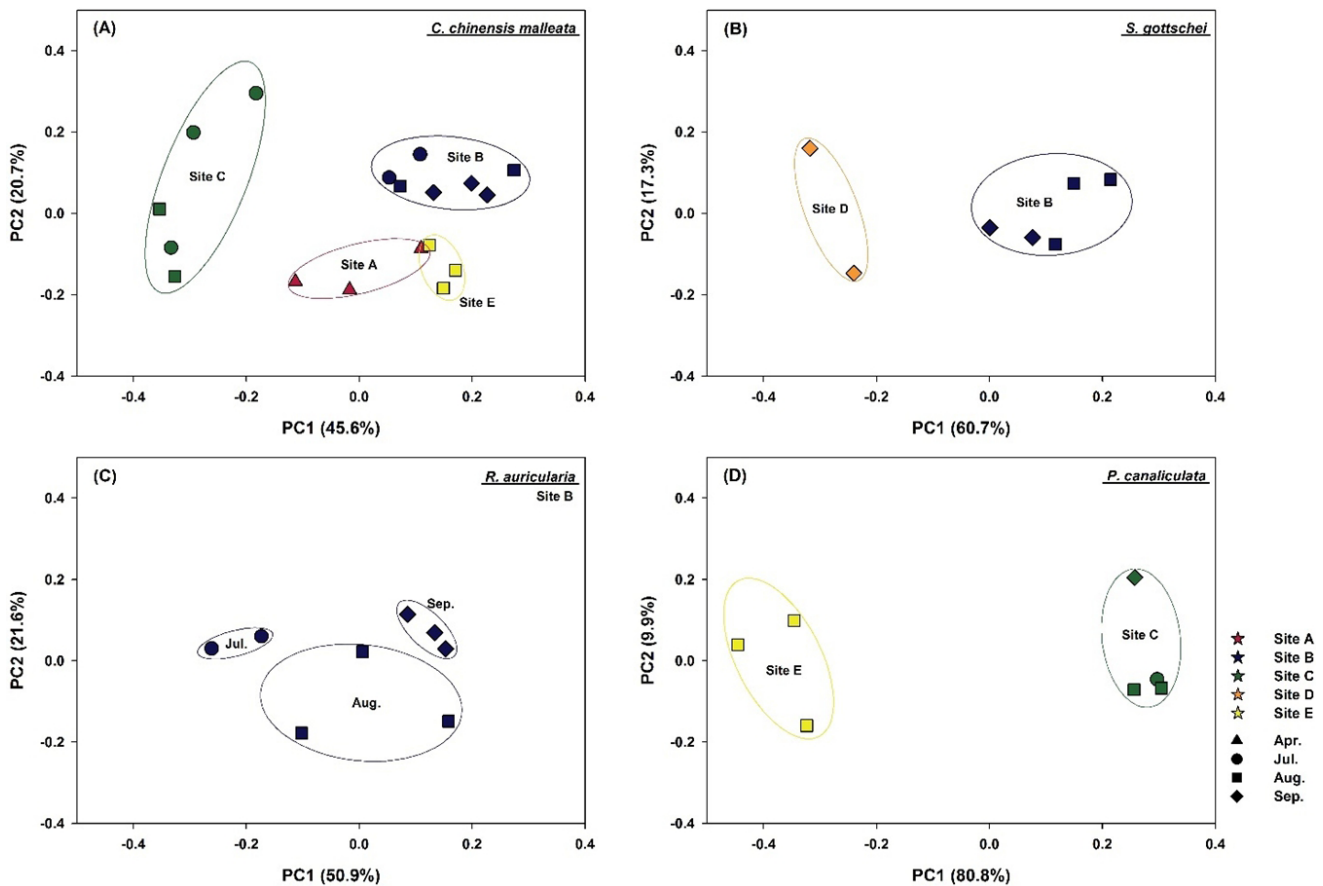 (A)
C. chinensis malleata
0.4
0.2
0.0
-0.2
-0.4
PC2 (20.7%)
Site C
Site B
Site A
Site E
-0.4
-0.2
0.0
0.2
0.4
PC1 (45.6%)
(B)
S. gottschei
0.4
0.2
0.0
-0.2
-0.4
PC2 (17.3%)
Site D
Site B
-0.4
-0.2
0.0
0.2
0.4
PC1 (60.7%)
(C)
R. auricularia
Site B
0.4
0.2
0.0
-0.2
-0.4
PC2 (21.6%)
Jul.
Sep.
Aug.
-0.4
-0.2
0.0
0.2
0.4
PC1 (50.9%)
(D)
P. canaliculata
0.4
0.2
0.0
-0.2
-0.4
PC2 (9.9%)
Site E
Site C
-0.4
-0.2
0.0
0.2
0.4
PC1 (80.8%)
Site A
Site B
Site C
Site D
Site E
Apr.
Jul.
Aug.
Sep.